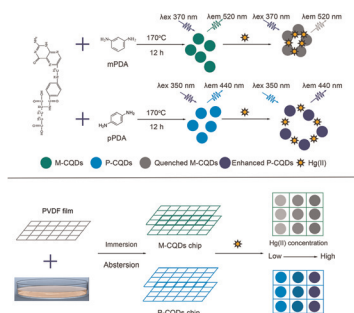 λex 370 nm λem 520 nm λex 370 nm λem 520 nm
170℃
12 h
mPDA
λex 350 nm λem 440 nm λex 350 nm λem 440 nm
170℃
12 h
pPDA
M-CQDs P-CQDs Quenched M-CQDs Enhanced P-CQDs Hg(II)
PVDF film
Immersion
Abstersion
M-CQDs chip
Hg(II) concentration
Low High
P-CQDs chip